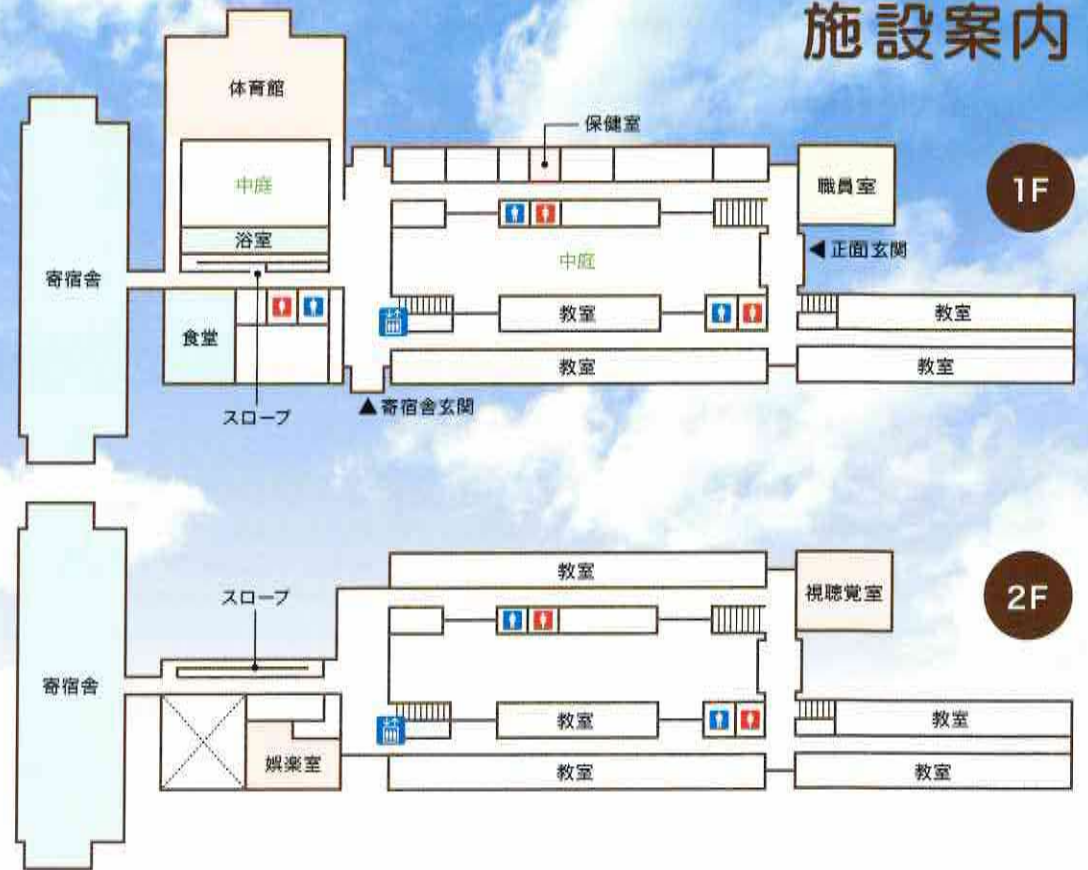 施設案内
1F
体育館
保健室
中庭
職員室
浴室
寄宿舎
中庭
◀正面玄関
食堂
教室
教室
教室
教室
スロープ
▲寄宿舎玄関
2F
教室
視聴覚室
スロープ
寄宿舎
教室
教室
娯楽室
教室
教室